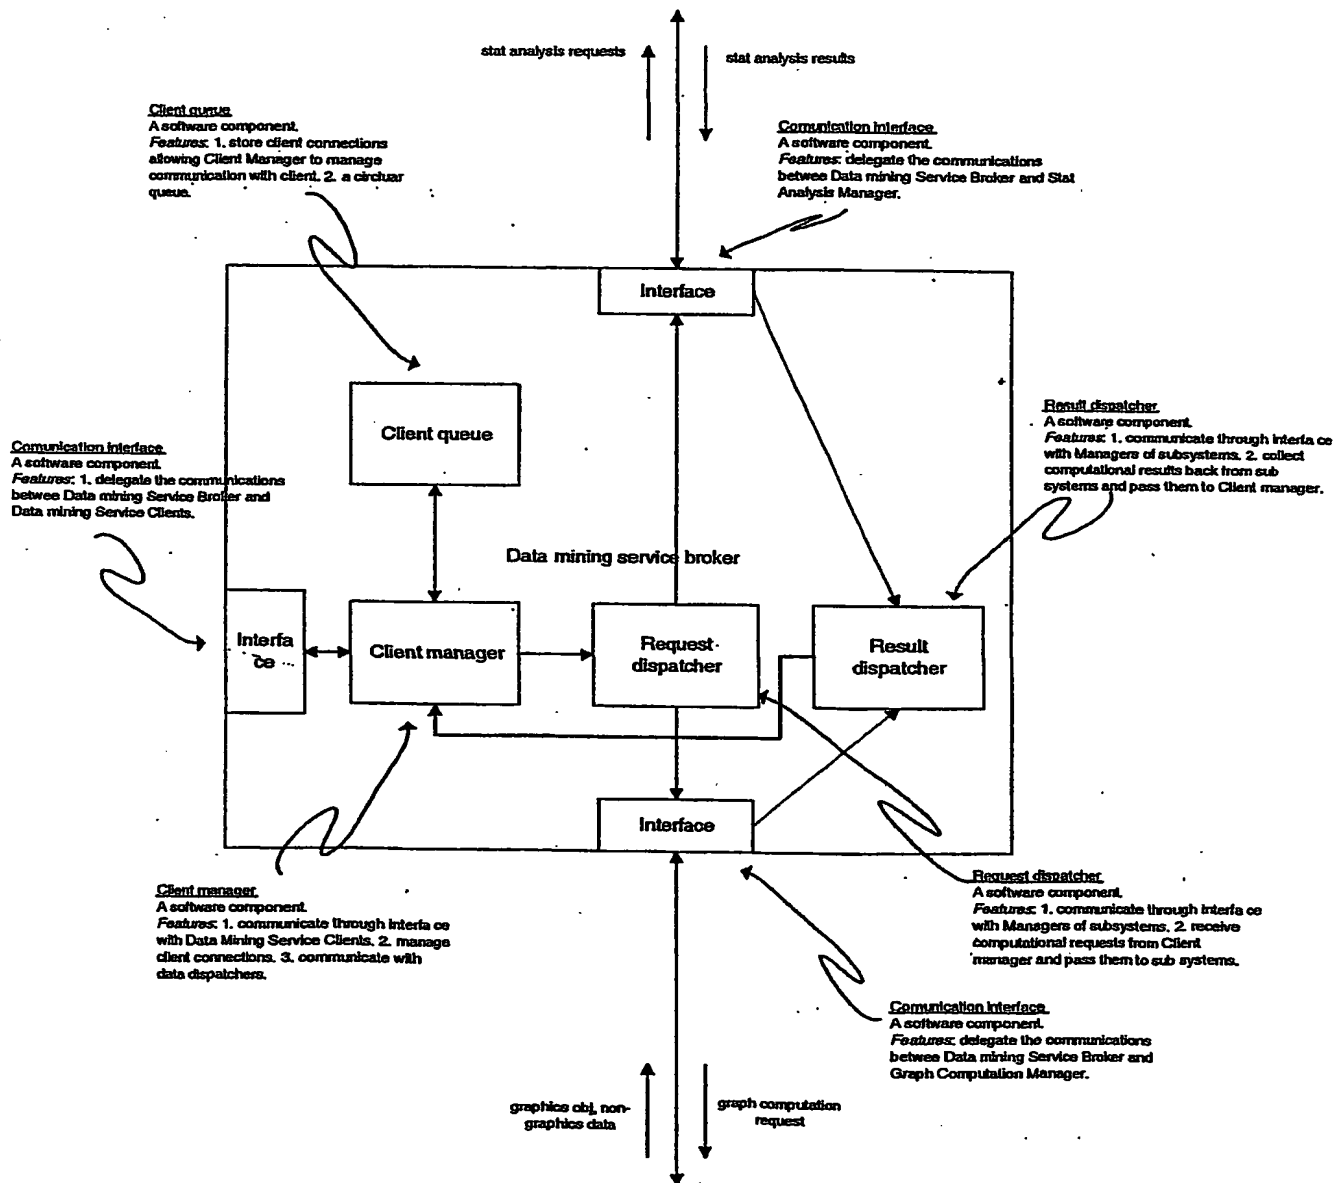 stat analysis requests
stat analysis results
Client queue
A software component.
Features: 1. store client connections
allowing Client Manager to manage
communication with client. 2. a circluar
queue.
Comunication interface
A software component.
Features: delegate the communications
betwee Data mining Service Broker and Stat
Analysis Manager.
Interface
Client queue
Result dispatcher
A software component.
Features: 1. communicate through interfa ce
with Managers of subsystems. 2. collect
computational results back from sub
systems and pass them to Client manager.
Comunication interface
A software component.
Features: 1. delegate the communications
betwee Data mining Service Broker and
Data mining Service Clients.
Data mining service broker
Interfa
ce
Client manager
Request
dispatcher
Result
dispatcher
Interface
Client manager
A software component.
Features: 1. communicate through interfa ce
with Data Mining Service Clients. 2. manage
client connections. 3. communicate with
data dispatchers.
Request dispatcher
A software component.
Features: 1. communicate through interfa ce
with Managers of subsystems. 2. receive
computational requests from Client
manager and pass them to sub systems.
Comunication interface
A software component.
Features: delegate the communications
betwee Data mining Service Broker and
Graph Computation Manager.
graphics obj, non-
graphics data
graph computation
request